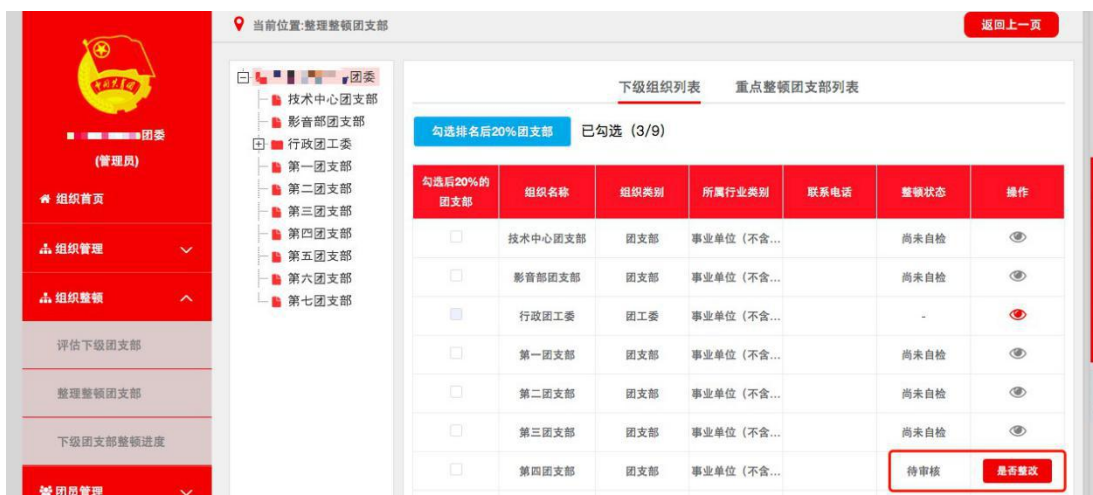 当前位置:整理整顿团支部
返回上一页
团委
(管理员)
组织首页
组织管理
组织整顿
评估下级团支部
整理整顿团支部
下级团支部整顿进度
团员管理
团委
技术中心团支部
影音部团支部
行政团工委
第一团支部
第二团支部
第三团支部
第四团支部
第五团支部
第六团支部
第七团支部
下级组织列表 重点整顿团支部列表
勾选排名后20%团支部 已勾选（3/9）
勾选后20%的团支部 组织名称 组织类别 所属行业类别 联系电话 整顿状态 操作
技术中心团支部 团支部 事业单位（不含... 尚未自检
影音部团支部 团支部 事业单位（不含... 尚未自检
行政团工委 团工委 事业单位（不含... -
第一团支部 团支部 事业单位（不含... 尚未自检
第二团支部 团支部 事业单位（不含... 尚未自检
第三团支部 团支部 事业单位（不含... 尚未自检
第四团支部 团支部 事业单位（不含... 待审核 是否整改